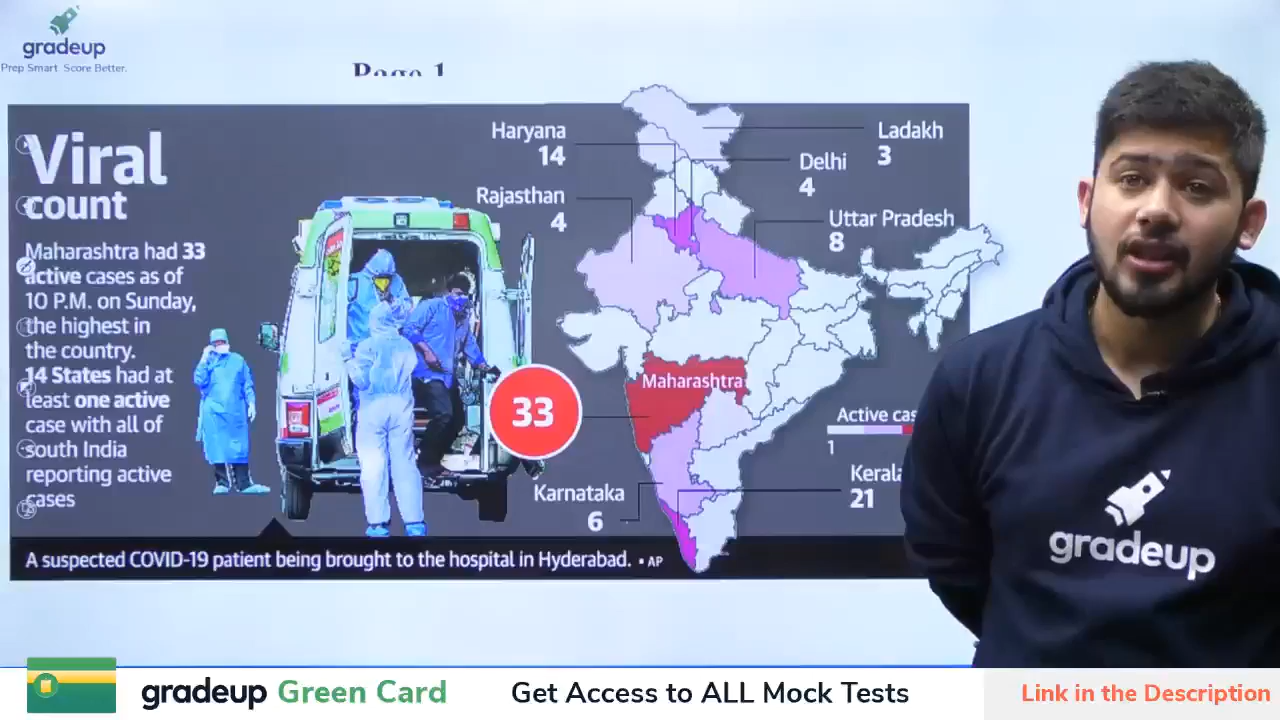 gradeup
Prep Smart Score Better.
Page 1
Viral
count
Maharashtra had 33
active cases as of
10 P.M. on Sunday,
the highest in
the country.
14 States had at
least one active
case with all of
south India
reporting active
cases
Haryana
14
Rajasthan
4
Ladakh
3
Delhi
4
Uttar Pradesh
8
Maharashtra
33
Active
1
Karnataka
6
21
A suspected COVID-19 patient being brought to the hospital in Hyderabad. • AP
gradeup
gradeup Green Card
Get Access to ALL Mock Tests
Link in the Description